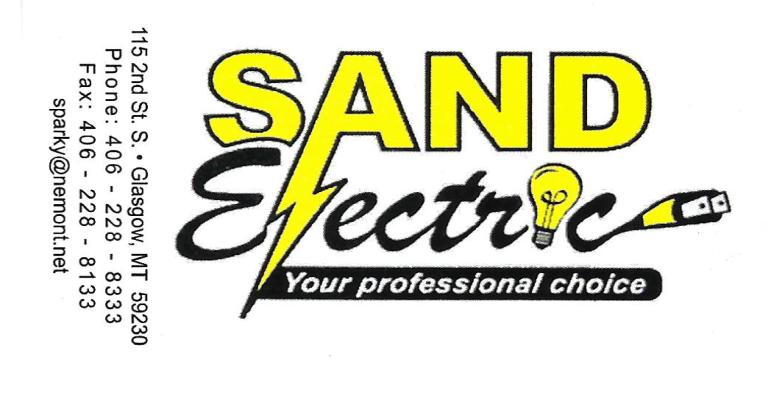 SAND
Electric
Your professional choice
115 2nd St. S. • Glasgow, MT 59230
Phone: 406 - 228 - 8333
Fax: 406 - 228 - 8133
sparky@nemont.net